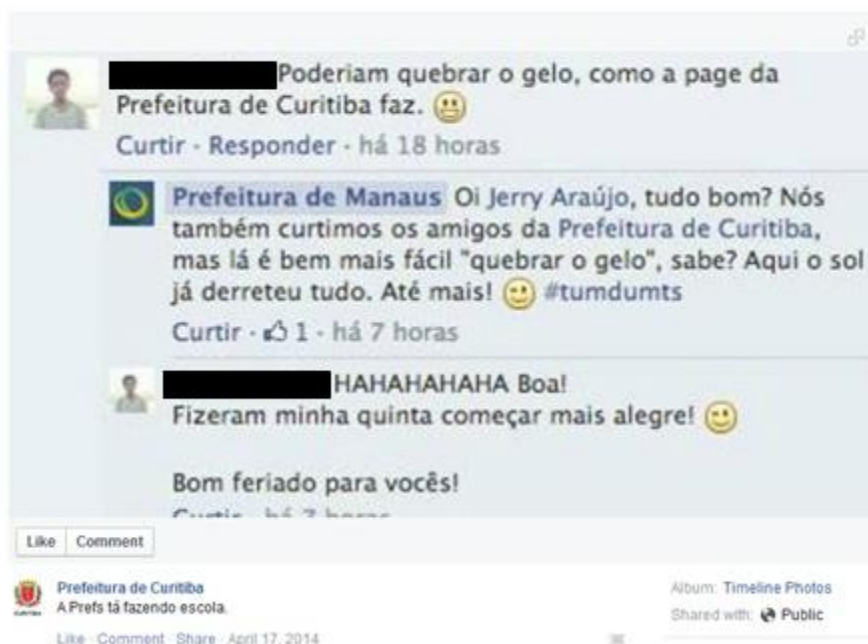 Poderiam quebrar o gelo, como a page da
Prefeitura de Curitiba faz.
Curtir · Responder · há 18 horas
Prefeitura de Manaus Oi Jerry Araújo, tudo bom? Nós
também curtimos os amigos da Prefeitura de Curitiba,
mas lá é bem mais fácil "quebrar o gelo", sabe? Aqui o sol
já derreteu tudo. Até mais! #tumdumts
Curtir · 1 · há 7 horas
HAHAHAHAHA Boa!
Fizeram minha quinta começar mais alegre!
Bom feriado para vocês!
Curtir · há 7 horas
Like Comment
Prefeitura de Curitiba
A Prefs tá fazendo escola.
Like · Comment · Share · April 17, 2014
Album: Timeline Photos
Shared with: Public